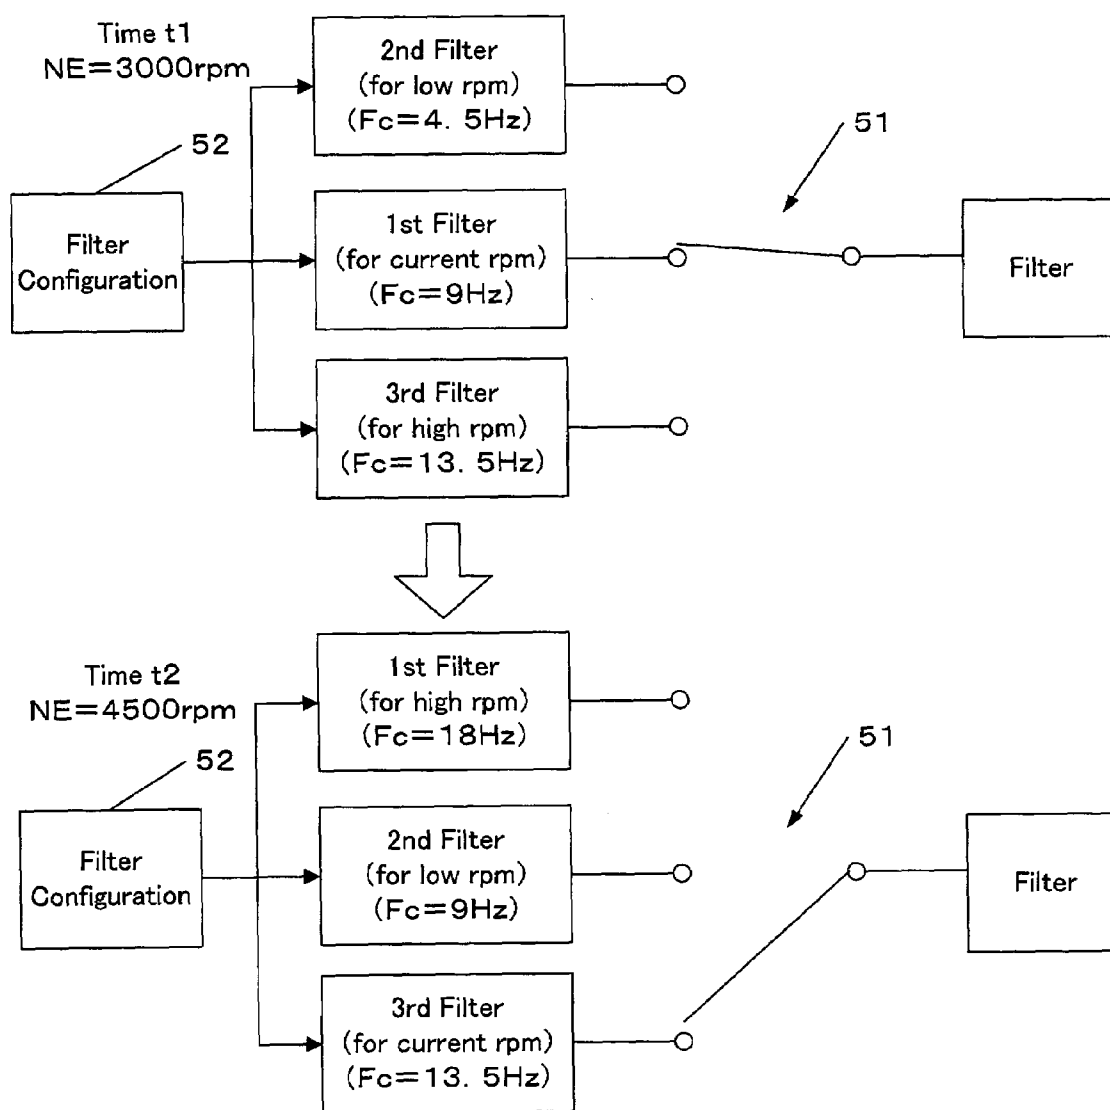 Time t1
NE=3000rpm
2nd Filter
(for low rpm)
(Fc=4. 5Hz)
52
51
Filter
Configuration
1st Filter
(for current rpm)
(Fc=9Hz)
Filter
3rd Filter
(for high rpm)
(Fc=13. 5Hz)
Time t2
NE=4500rpm
1st Filter
(for high rpm)
(Fc=18Hz)
52
51
Filter
Configuration
2nd Filter
(for low rpm)
(Fc=9Hz)
Filter
3rd Filter
(for current rpm)
(Fc=13. 5Hz)